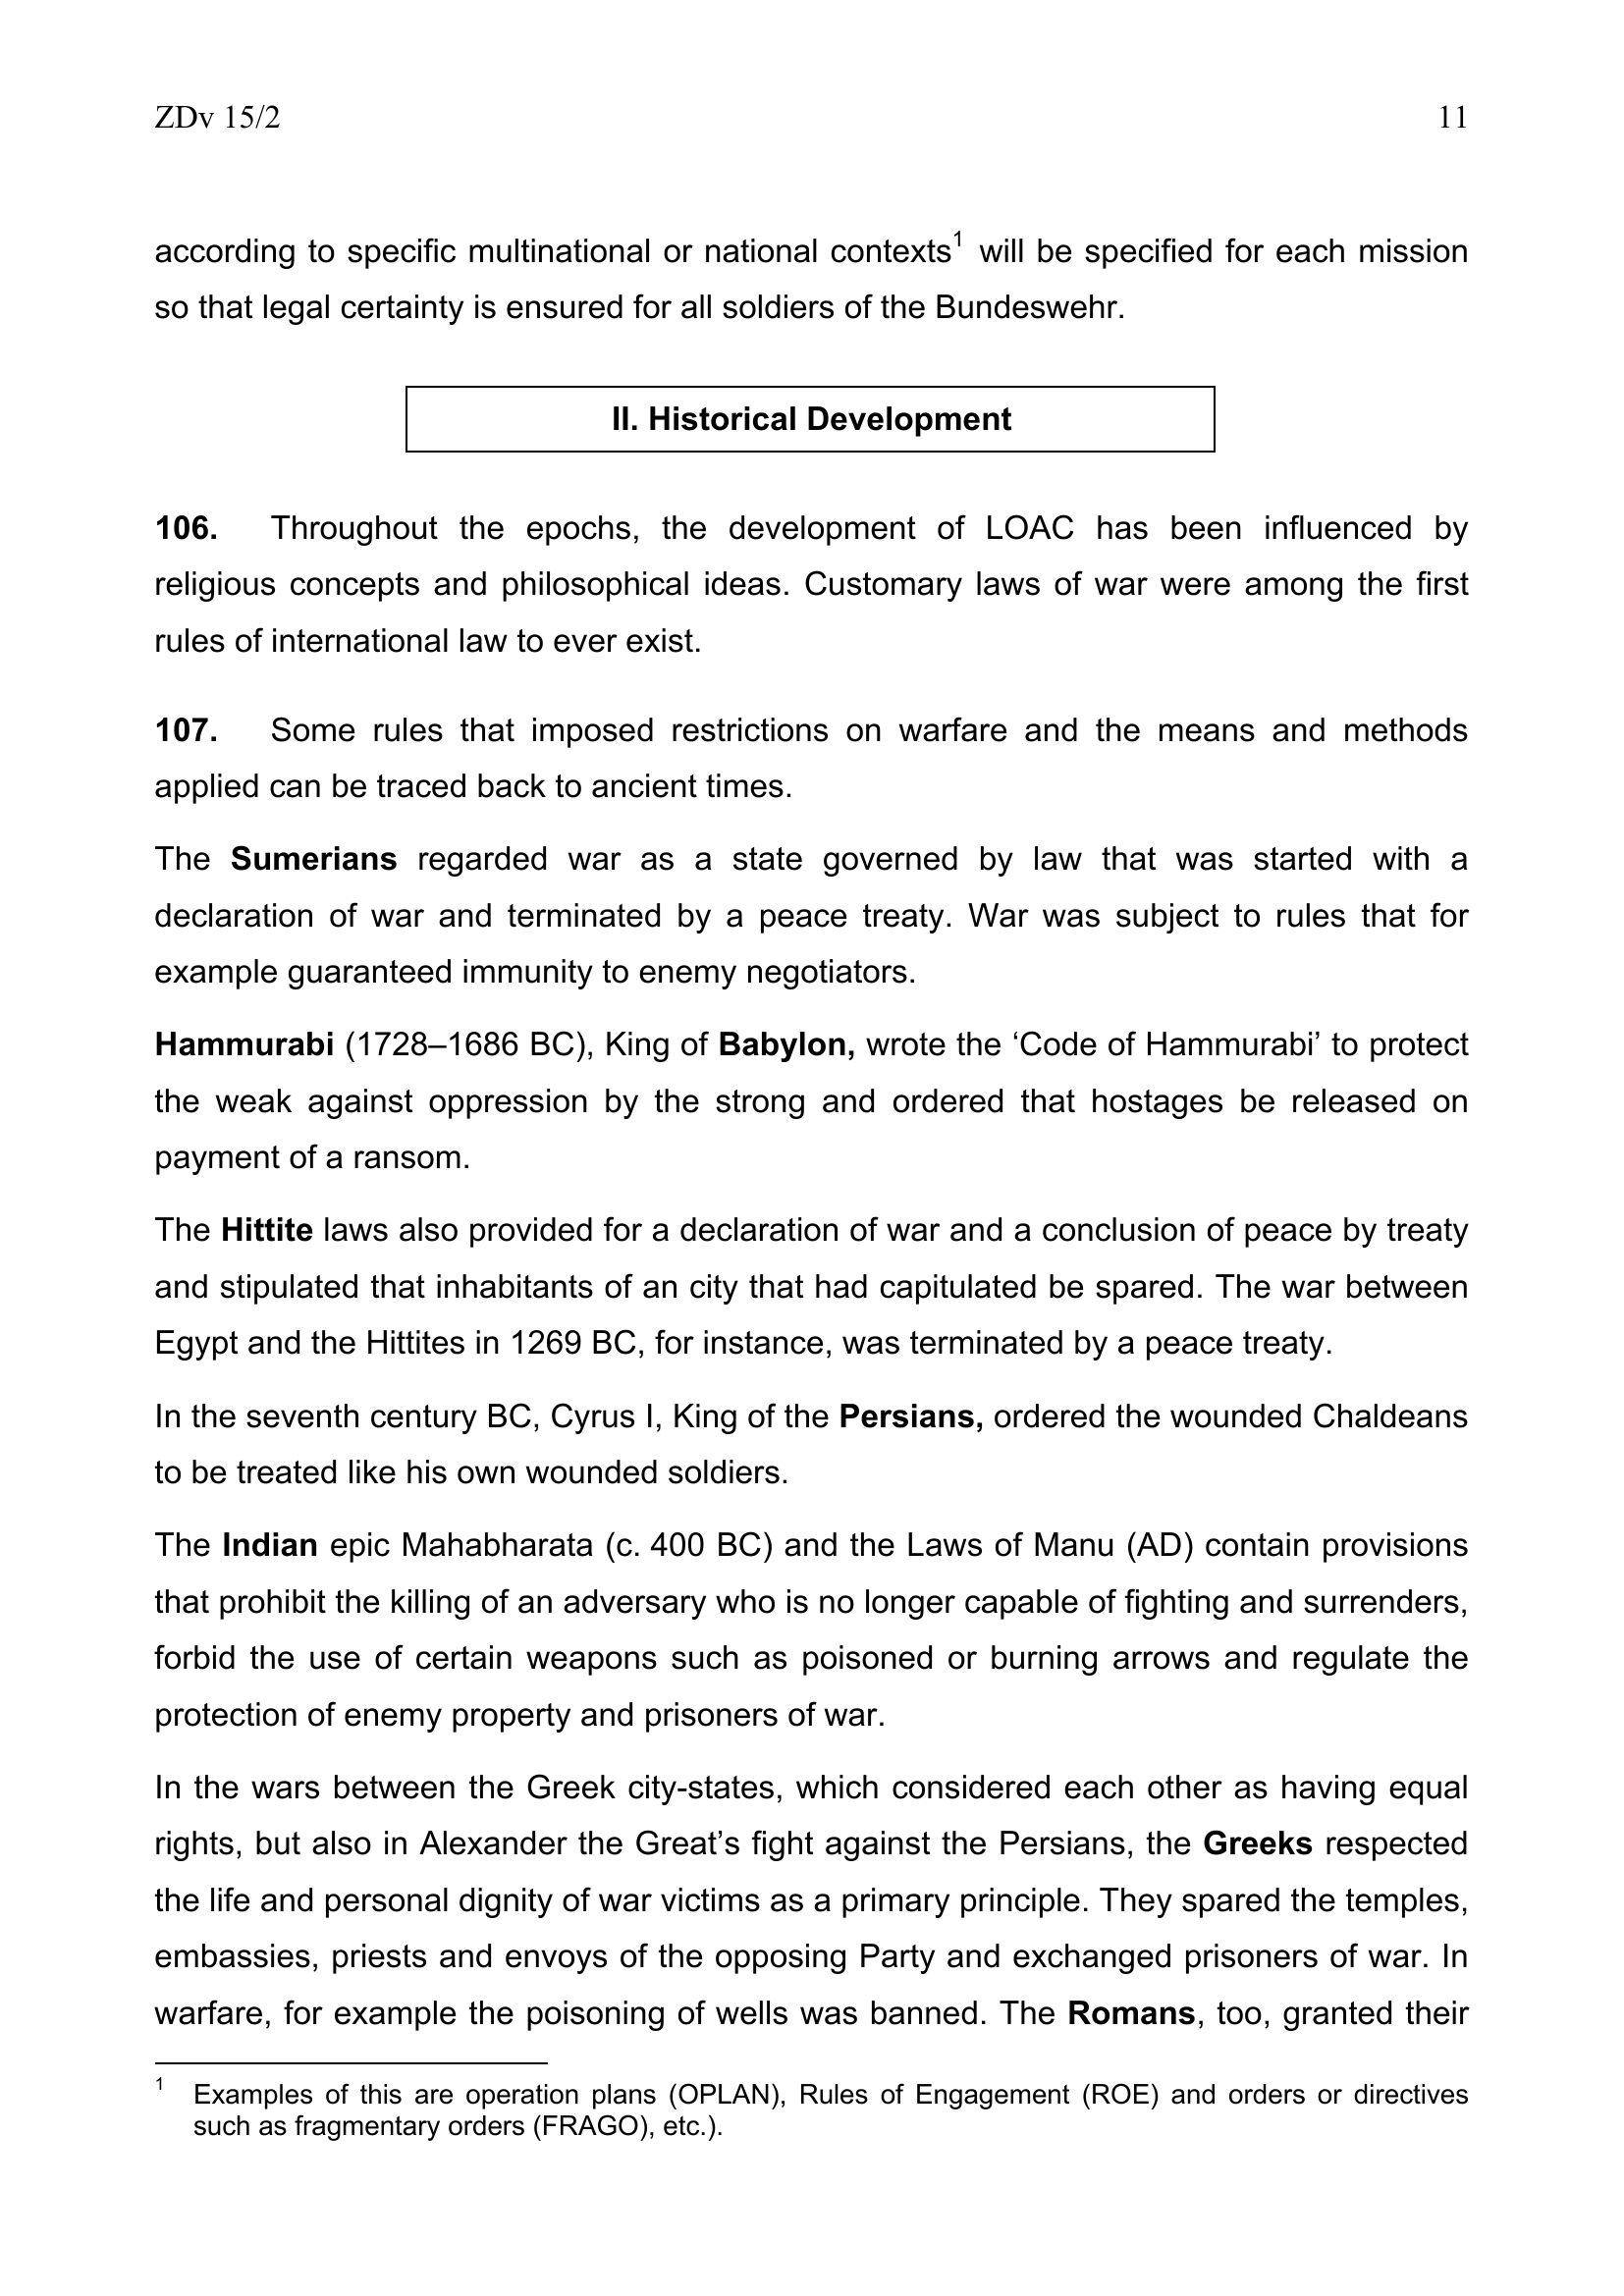 ZDv 15/2 11
according to specific multinational or national contexts1 will be specified for each mission
so that legal certainty is ensured for all soldiers of the Bundeswehr.
II. Historical Development
106. Throughout the epochs, the development of LOAC has been influenced by
religious concepts and philosophical ideas. Customary laws of war were among the first
rules of international law to ever exist.
107. Some rules that imposed restrictions on warfare and the means and methods
applied can be traced back to ancient times.
The Sumerians regarded war as a state governed by law that was started with a
declaration of war and terminated by a peace treaty. War was subject to rules that for
example guaranteed immunity to enemy negotiators.
Hammurabi (1728–1686 BC), King of Babylon, wrote the ‘Code of Hammurabi’ to protect
the weak against oppression by the strong and ordered that hostages be released on
payment of a ransom.
The Hittite laws also provided for a declaration of war and a conclusion of peace by treaty
and stipulated that inhabitants of an city that had capitulated be spared. The war between
Egypt and the Hittites in 1269 BC, for instance, was terminated by a peace treaty.
In the seventh century BC, Cyrus I, King of the Persians, ordered the wounded Chaldeans
to be treated like his own wounded soldiers.
The Indian epic Mahabharata (c. 400 BC) and the Laws of Manu (AD) contain provisions
that prohibit the killing of an adversary who is no longer capable of fighting and surrenders,
forbid the use of certain weapons such as poisoned or burning arrows and regulate the
protection of enemy property and prisoners of war.
In the wars between the Greek city-states, which considered each other as having equal
rights, but also in Alexander the Great’s fight against the Persians, the Greeks respected
the life and personal dignity of war victims as a primary principle. They spared the temples,
embassies, priests and envoys of the opposing Party and exchanged prisoners of war. In
warfare, for example the poisoning of wells was banned. The Romans, too, granted their
1 Examples of this are operation plans (OPLAN), Rules of Engagement (ROE) and orders or directives
such as fragmentary orders (FRAGO), etc.).